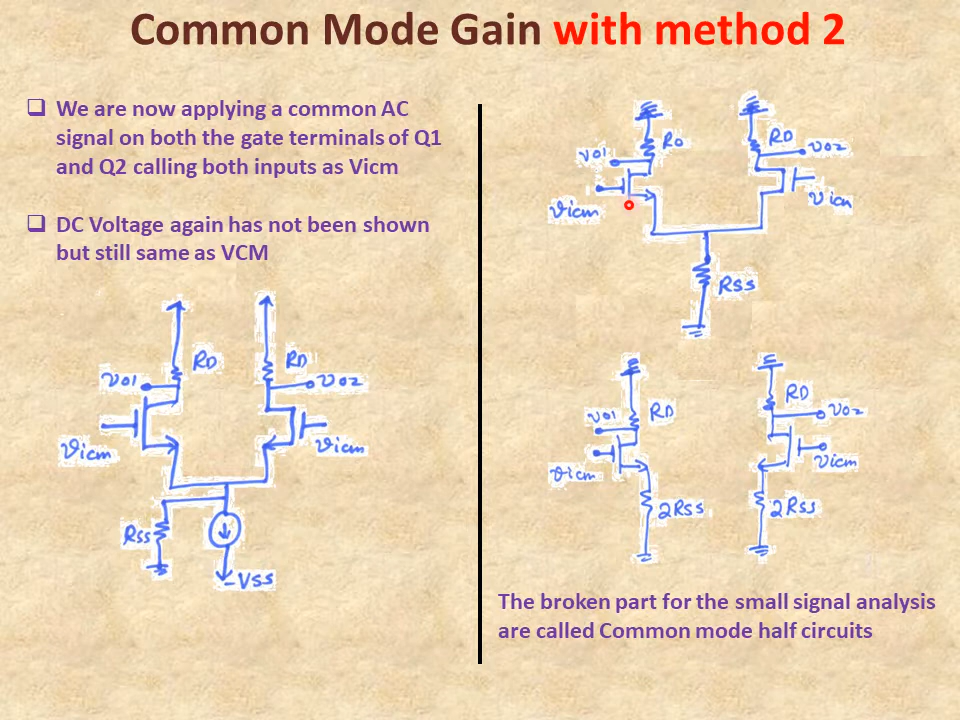 Common Mode Gain with method 2
We are now applying a common AC
signal on both the gate terminals of Q1
and Q2 calling both inputs as Vicm
DC Voltage again has not been shown
but still same as VCM
RD
RD
vo1
vo2
vicm
vicm
Rss
-Vss
RD
RD
vo1
vo2
vicm
vicm
Rss
RD
RD
vo1
vo2
vicm
vicm
2Rss
2Rss
The broken part for the small signal analysis
are called Common mode half circuits